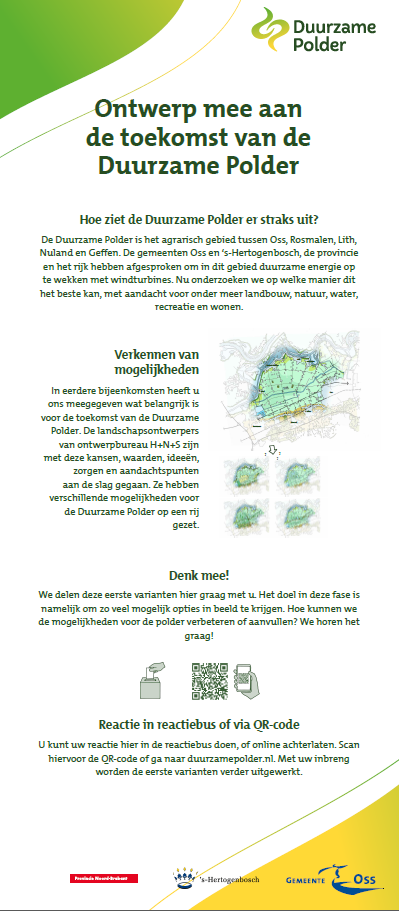 Duurzame
Polder
Ontwerp mee aan
de toekomst van de
Duurzame Polder
Hoe ziet de Duurzame Polder er straks uit?
De Duurzame Polder is het agrarisch gebied tussen Oss, Rosmalen, Lith,
Nuland en Geffen. De gemeenten Oss en ‘s-Hertogenbosch, de provincie
en het rijk hebben afgesproken om in dit gebied duurzame energie op
te wekken met windturbines. Nu onderzoeken we op welke manier dit
het beste kan, met aandacht voor onder meer landbouw, natuur, water,
recreatie en wonen.
Verkennen van
mogelijkheden
In eerdere bijeenkomsten heeft u
ons meegegeven wat belangrijk is
voor de toekomst van de Duurzame
Polder. De landschapsontwerpers
van ontwerpbureau H+N+S zijn
met deze kansen, waarden, ideeën,
zorgen en aandachtspunten
aan de slag gegaan. Ze hebben
verschillende mogelijkheden voor
de Duurzame Polder op een rij
gezet.
Denk mee!
We delen deze eerste varianten hier graag met u. Het doel in deze fase is
namelijk om zo veel mogelijk opties in beeld te krijgen. Hoe kunnen we
de mogelijkheden voor de polder verbeteren of aanvullen? We horen het
graag!
Reactie in reactiebus of via QR-code
U kunt uw reactie hier in de reactiebus doen, of online achterlaten. Scan
hiervoor de QR-code of ga naar duurzamepolder.nl. Met uw inbreng
worden de eerste varianten verder uitgewerkt.
Provincie Noord-Brabant
's-Hertogenbosch
GEMEENTE OSS